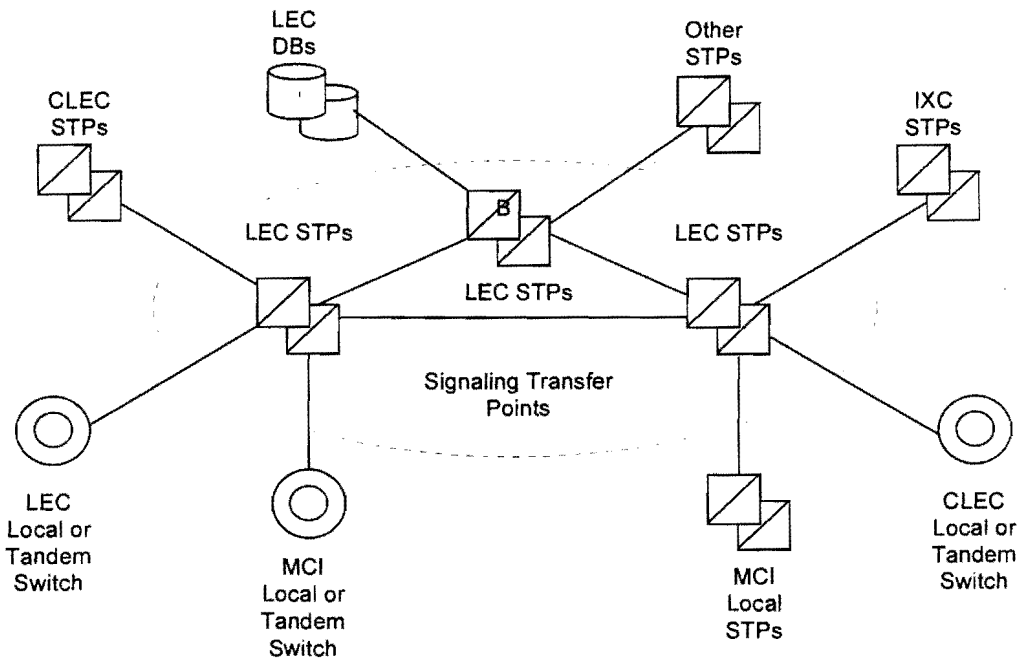 LEC
DBs
Other
STPs
CLEC
STPs
IXC
STPs
B
LEC STPs
LEC STPs
LEC STPs
Signaling Transfer
Points
LEC
Local or
Tandem
Switch
MCI
Local or
Tandem
Switch
MCI
Local
STPs
CLEC
Local or
Tandem
Switch